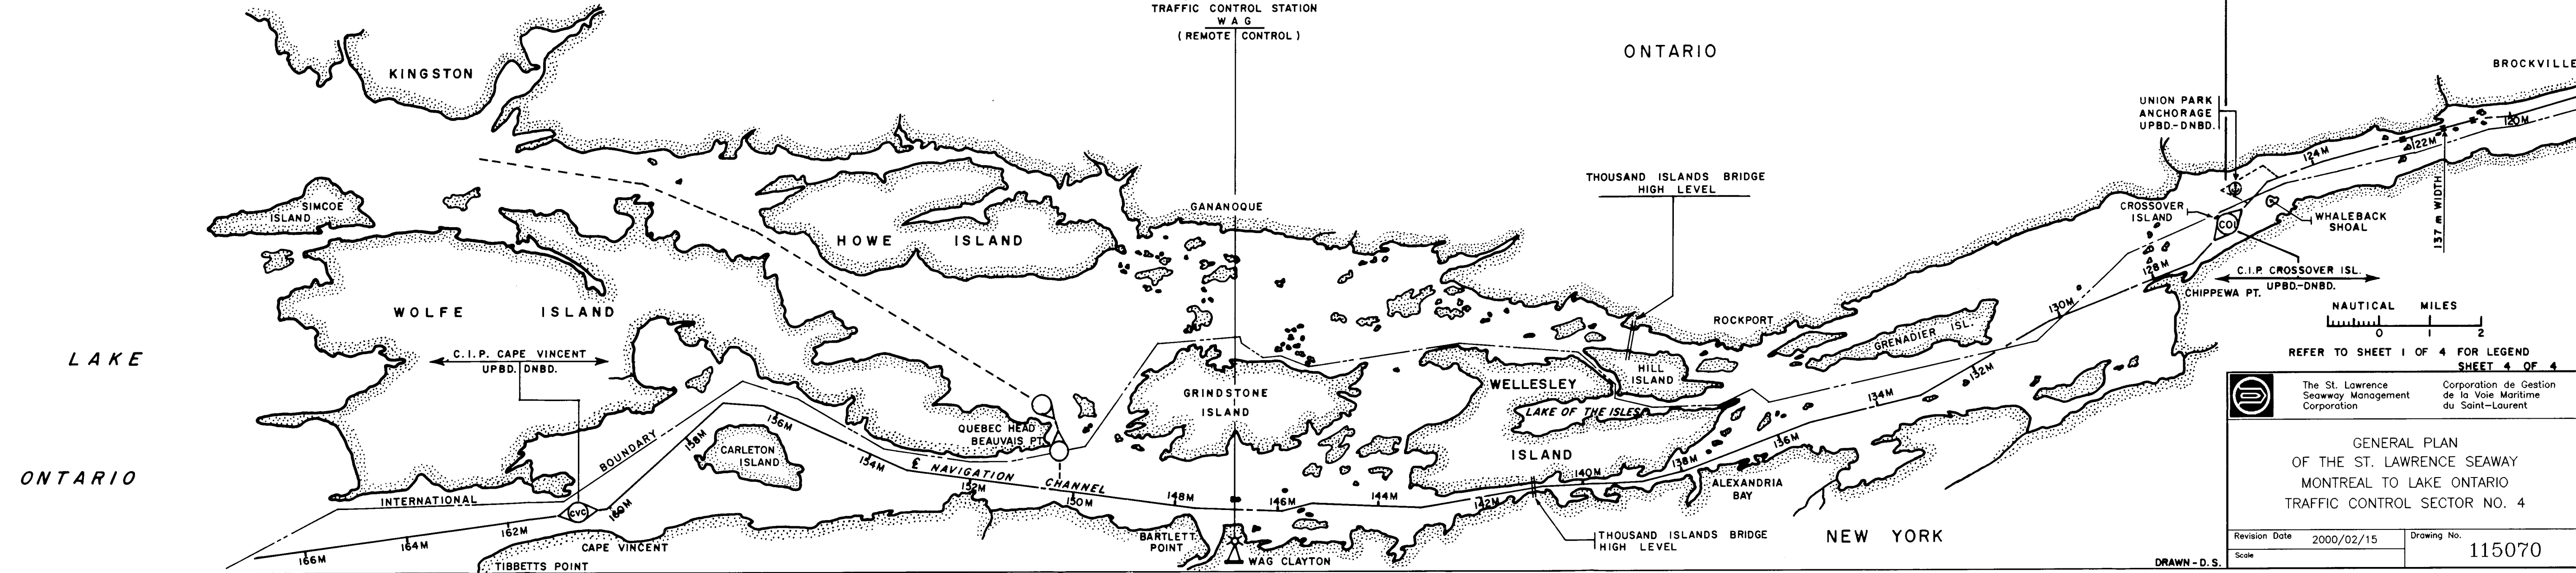 TRAFFIC CONTROL STATION
WAG
(REMOTE CONTROL)
ONTARIO
KINGSTON
BROCKVILLE
UNION PARK
ANCHORAGE
UPBD.-DNBD.
120M
122M
124M
137 m WIDTH
THOUSAND ISLANDS BRIDGE
HIGH LEVEL
SIMCOE
ISLAND
GANANOQUE
CROSSOVER
ISLAND
COI
WHALEBACK
SHOAL
HOWE ISLAND
128M
C.I.P. CROSSOVER ISL.
UPBD.-DNBD.
CHIPPEWA PT.
WOLFE ISLAND
130M
NAUTICAL MILES
0 1 2
ROCKPORT
GRENADIER ISL.
LAKE
ONTARIO
C.I.P. CAPE VINCENT
UPBD. DNBD.
REFER TO SHEET 1 OF 4 FOR LEGEND
SHEET 4 OF 4
HILL
ISLAND
WELLESLEY
ISLAND
LAKE OF THE ISLES
GRINDSTONE
ISLAND
132M
134M
136M
138M
140M
142M
144M
146M
148M
150M
152M
154M
156M
158M
160M
162M
164M
166M
QUEBEC HEAD
BEAUVAIS PT.
CARLETON
ISLAND
INTERNATIONAL BOUNDARY
℄ NAVIGATION CHANNEL
CVC
ALEXANDRIA
BAY
THOUSAND ISLANDS BRIDGE
HIGH LEVEL
NEW YORK
BARTLETT
POINT
WAG CLAYTON
CAPE VINCENT
TIBBETTS POINT
The St. Lawrence
Seaway Management
Corporation
Corporation de Gestion
de la Voie Maritime
du Saint-Laurent
GENERAL PLAN
OF THE ST. LAWRENCE SEAWAY
MONTREAL TO LAKE ONTARIO
TRAFFIC CONTROL SECTOR NO. 4
Revision Date 2000/02/15
Drawing No. 115070
Scale
DRAWN-D.S.